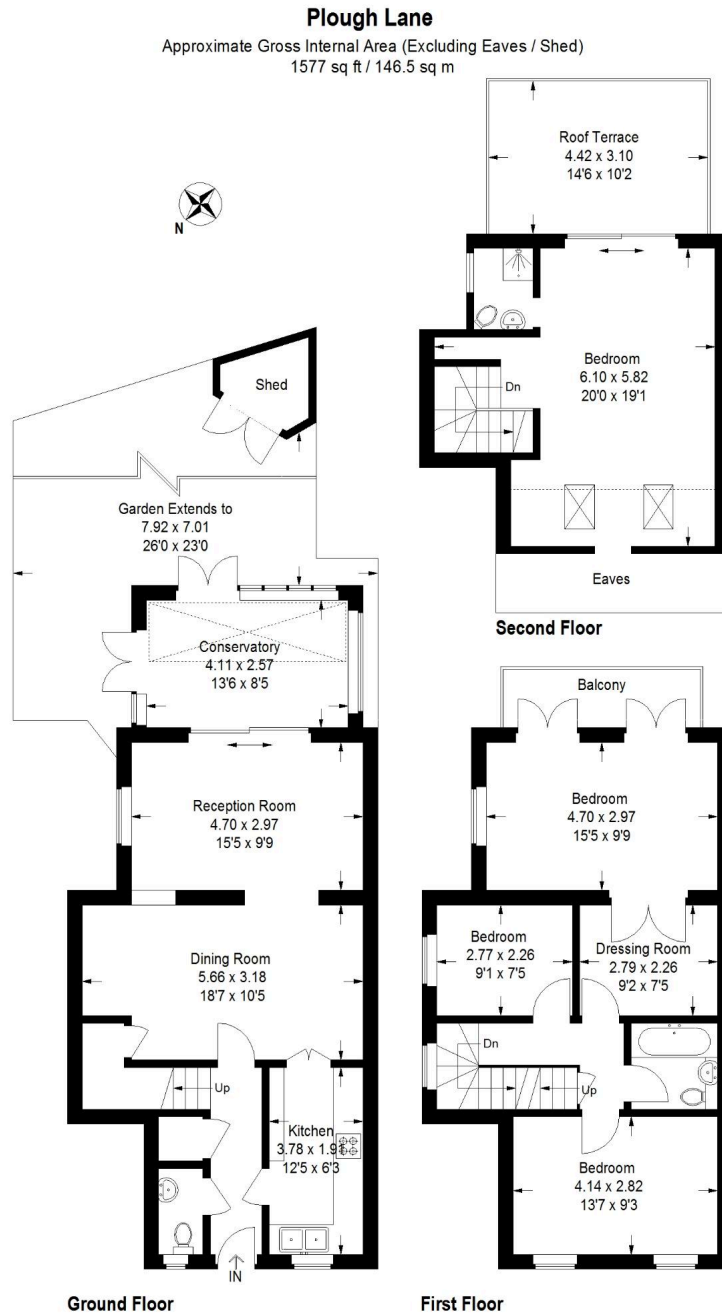 Plough Lane
Approximate Gross Internal Area (Excluding Eaves / Shed)
1577 sq ft / 146.5 sq m
N
Shed
Garden Extends to
7.92 x 7.01
26'0 x 23'0
Conservatory
4.11 x 2.57
13'6 x 8'5
Reception Room
4.70 x 2.97
15'5 x 9'9
Dining Room
5.66 x 3.18
18'7 x 10'5
Up
Kitchen
3.78 x 1.91
12'5 x 6'3
IN
Ground Floor
Roof Terrace
4.42 x 3.10
14'6 x 10'2
Bedroom
6.10 x 5.82
20'0 x 19'1
Dn
Eaves
Second Floor
Balcony
Bedroom
4.70 x 2.97
15'5 x 9'9
Bedroom
2.77 x 2.26
9'1 x 7'5
Dressing Room
2.79 x 2.26
9'2 x 7'5
Dn
Up
Bedroom
4.14 x 2.82
13'7 x 9'3
First Floor